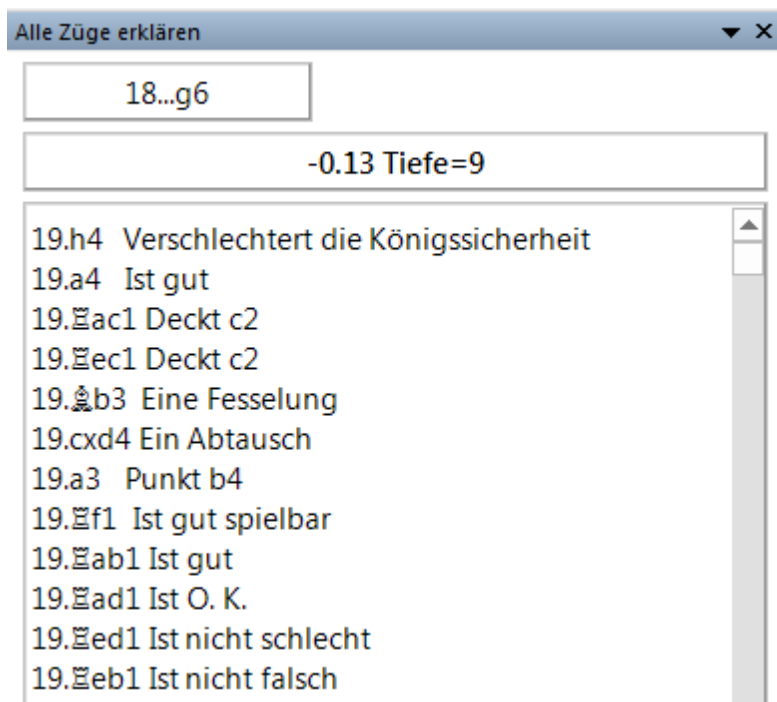 Alle Züge erklären
18...g6
-0.13 Tiefe=9
19.h4 Verschlechtert die Königssicherheit
19.a4 Ist gut
19.♖ac1 Deckt c2
19.♖ec1 Deckt c2
19.♗b3 Eine Fesselung
19.cxd4 Ein Abtausch
19.a3 Punkt b4
19.♖f1 Ist gut spielbar
19.♖ab1 Ist gut
19.♖ad1 Ist O. K.
19.♖ed1 Ist nicht schlecht
19.♖eb1 Ist nicht falsch